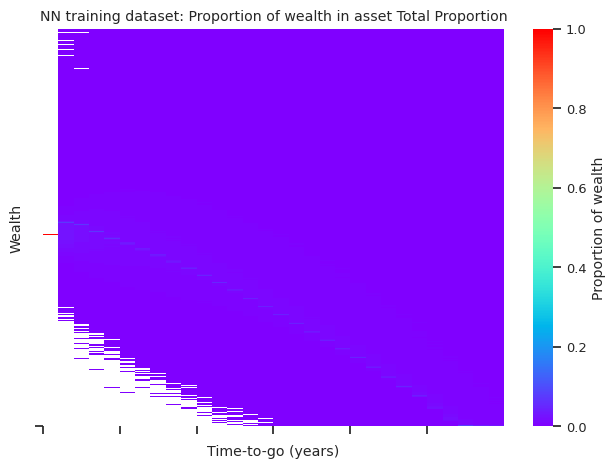 NN training dataset: Proportion of wealth in asset Total Proportion
1.0
0.8
0.6
0.4
0.2
0.0
Proportion of wealth
Wealth
Time-to-go (years)